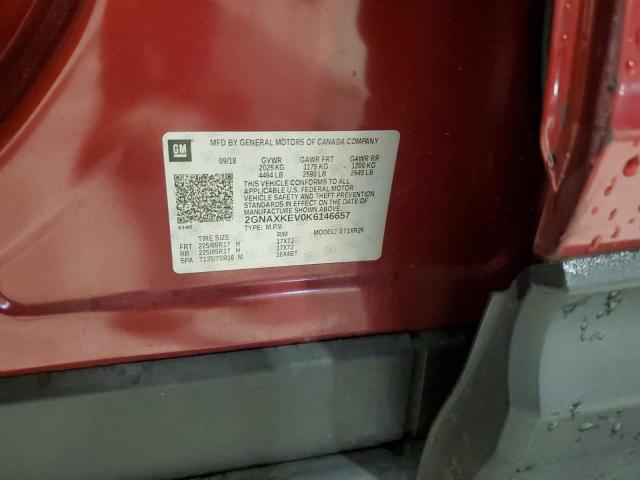 GM
MFD BY GENERAL MOTORS OF CANADA COMPANY
09/18 GVWR GAWR FRT GAWR RR
2025 KG 1175 KG 1200 KG
4464 LB 2590 LB 2645 LB
THIS VEHICLE CONFORMS TO ALL
APPLICABLE U.S. FEDERAL MOTOR
VEHICLE SAFETY AND THEFT PREVENTION
STANDARDS IN EFFECT ON THE DATE OF
MANUFACTURE SHOWN ABOVE.
2GNAXKEV0K6146657
TYPE: M.P.V. MODEL: 871XR26
TIRE SIZE RIM
FRT 225/65R17 H 17X7J
RR 225/65R17 H 17X7J
SPA T135/70R16 M 16X4BT